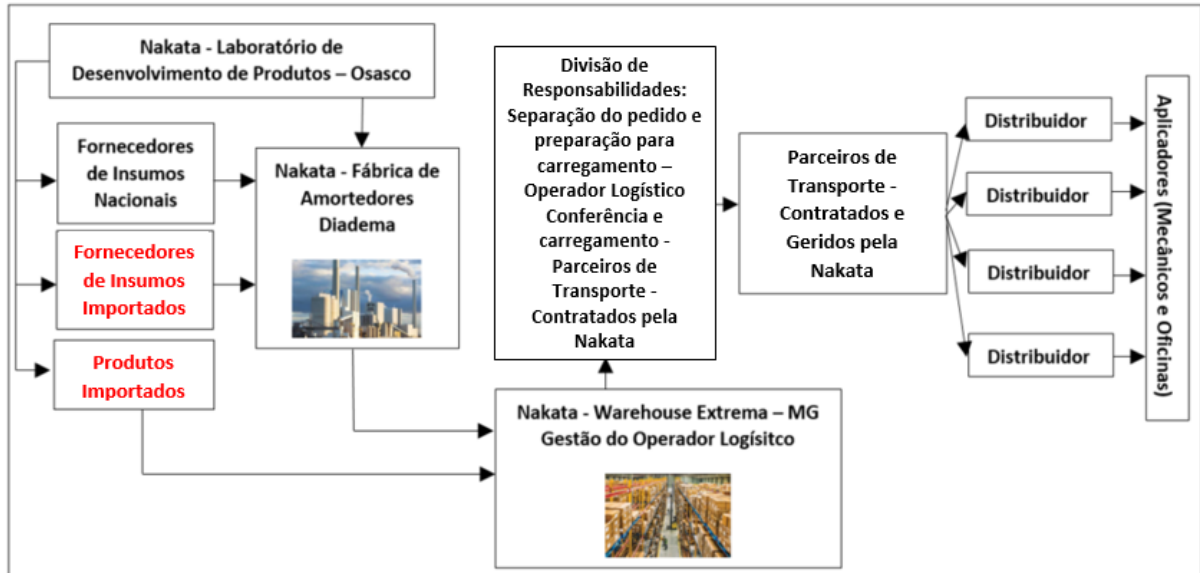 Nakata - Laboratório de
Desenvolvimento de Produtos – Osasco
Fornecedores
de Insumos
Nacionais
Fornecedores
de Insumos
Importados
Produtos
Importados
Nakata - Fábrica de
Amortedores
Diadema
Divisão de
Responsabilidades:
Separação do pedido e
preparação para
carregamento –
Operador Logístico
Conferência e
carregamento -
Parceiros de
Transporte -
Contratados pela
Nakata
Nakata - Warehouse Extrema – MG
Gestão do Operador Logísitco
Parceiros de
Transporte -
Contratados e
Geridos pela
Nakata
Distribuidor
Distribuidor
Distribuidor
Distribuidor
Aplicadores (Mecânicos e Oficinas)